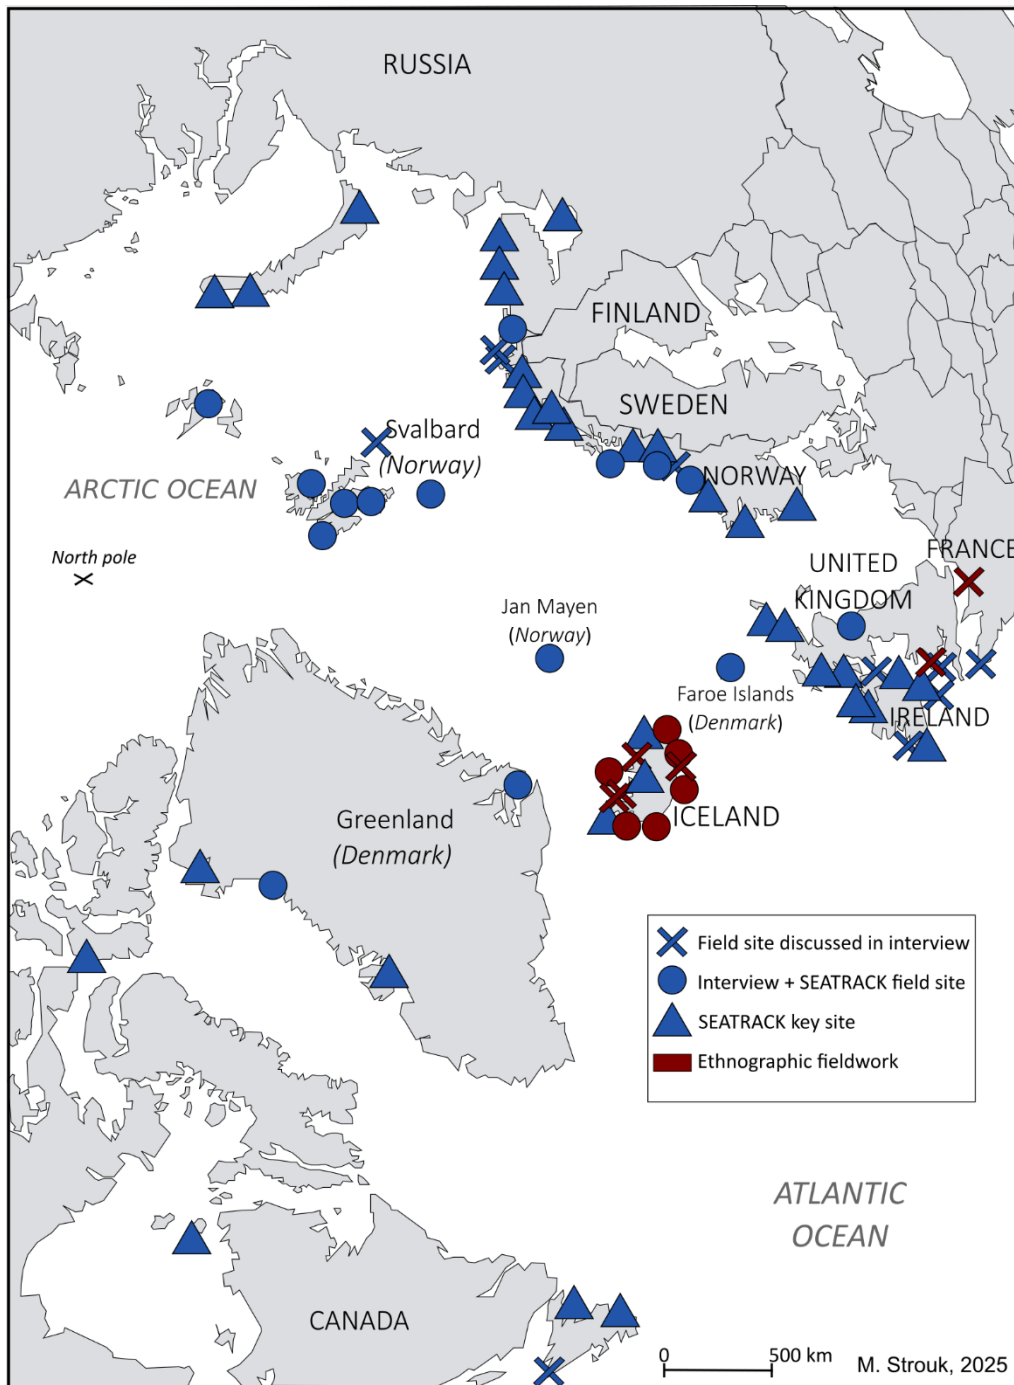 RUSSIA
FINLAND
SWEDEN
Svalbard
(Norway)
NORWAY
ARCTIC OCEAN
North pole
FRANCE
UNITED
KINGDOM
Jan Mayen
(Norway)
Faroe Islands
(Denmark)
IRELAND
ICELAND
Greenland
(Denmark)
Field site discussed in interview
Interview + SEATRACK field site
SEATRACK key site
Ethnographic fieldwork
ATLANTIC
OCEAN
CANADA
0 500 km
M. Strouk, 2025